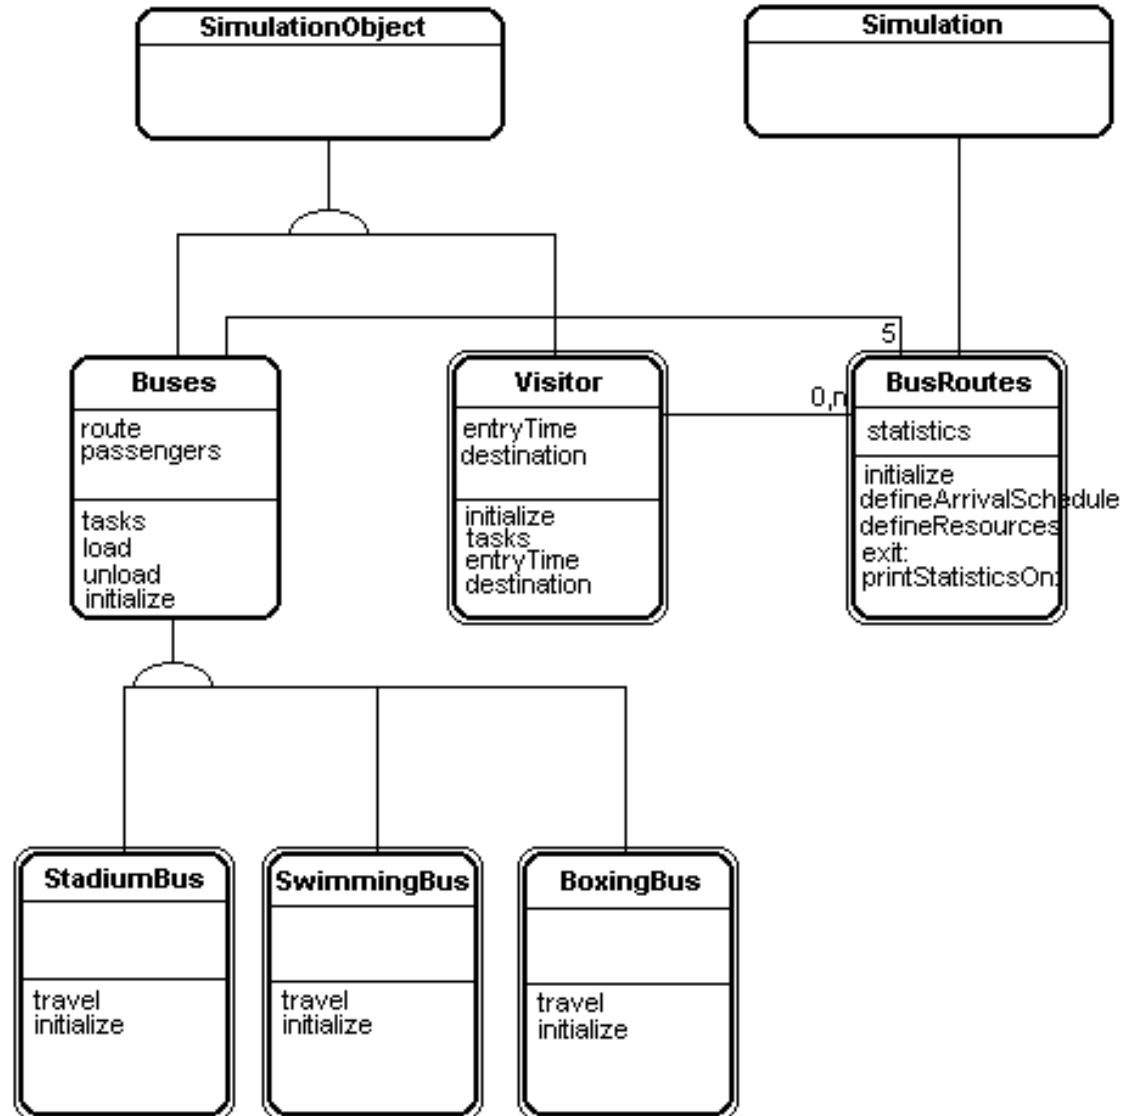 SimulationObject
Simulation
5
Buses
route
passengers
tasks
load
unload
initialize
Visitor
entryTime
destination
initialize
tasks
entryTime
destination
0,n
BusRoutes
statistics
initialize
defineArrivalSchedule
defineResources
exit:
printStatisticsOn:
StadiumBus
travel
initialize
SwimmingBus
travel
initialize
BoxingBus
travel
initialize